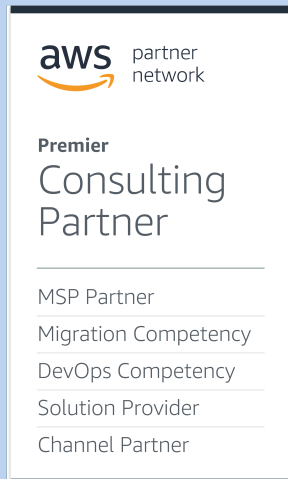 aws partner
network
Premier
Consulting
Partner
MSP Partner
Migration Competency
DevOps Competency
Solution Provider
Channel Partner